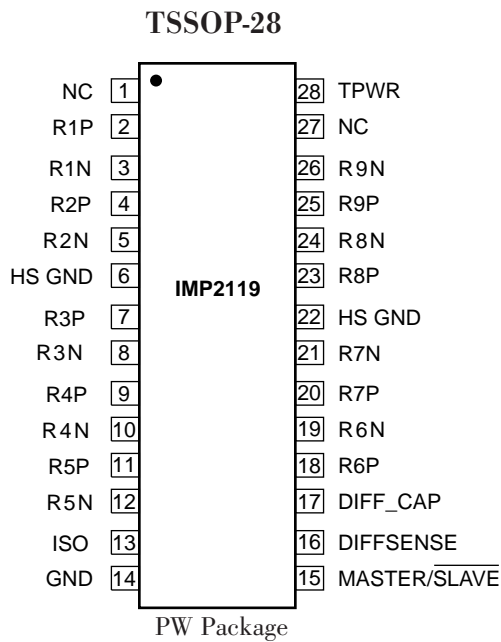 TSSOP-28
NC 1 28 TPWR
R1P 2 27 NC
R1N 3 26 R9N
R2P 4 25 R9P
R2N 5 24 R8N
HS GND 6 IMP2119 23 R8P
R3P 7 22 HS GND
R3N 8 21 R7N
R4P 9 20 R7P
R4N 10 19 R6N
R5P 11 18 R6P
R5N 12 17 DIFF_CAP
ISO 13 16 DIFFSENSE
GND 14 15 MASTER/S̅L̅A̅V̅E̅
PW Package